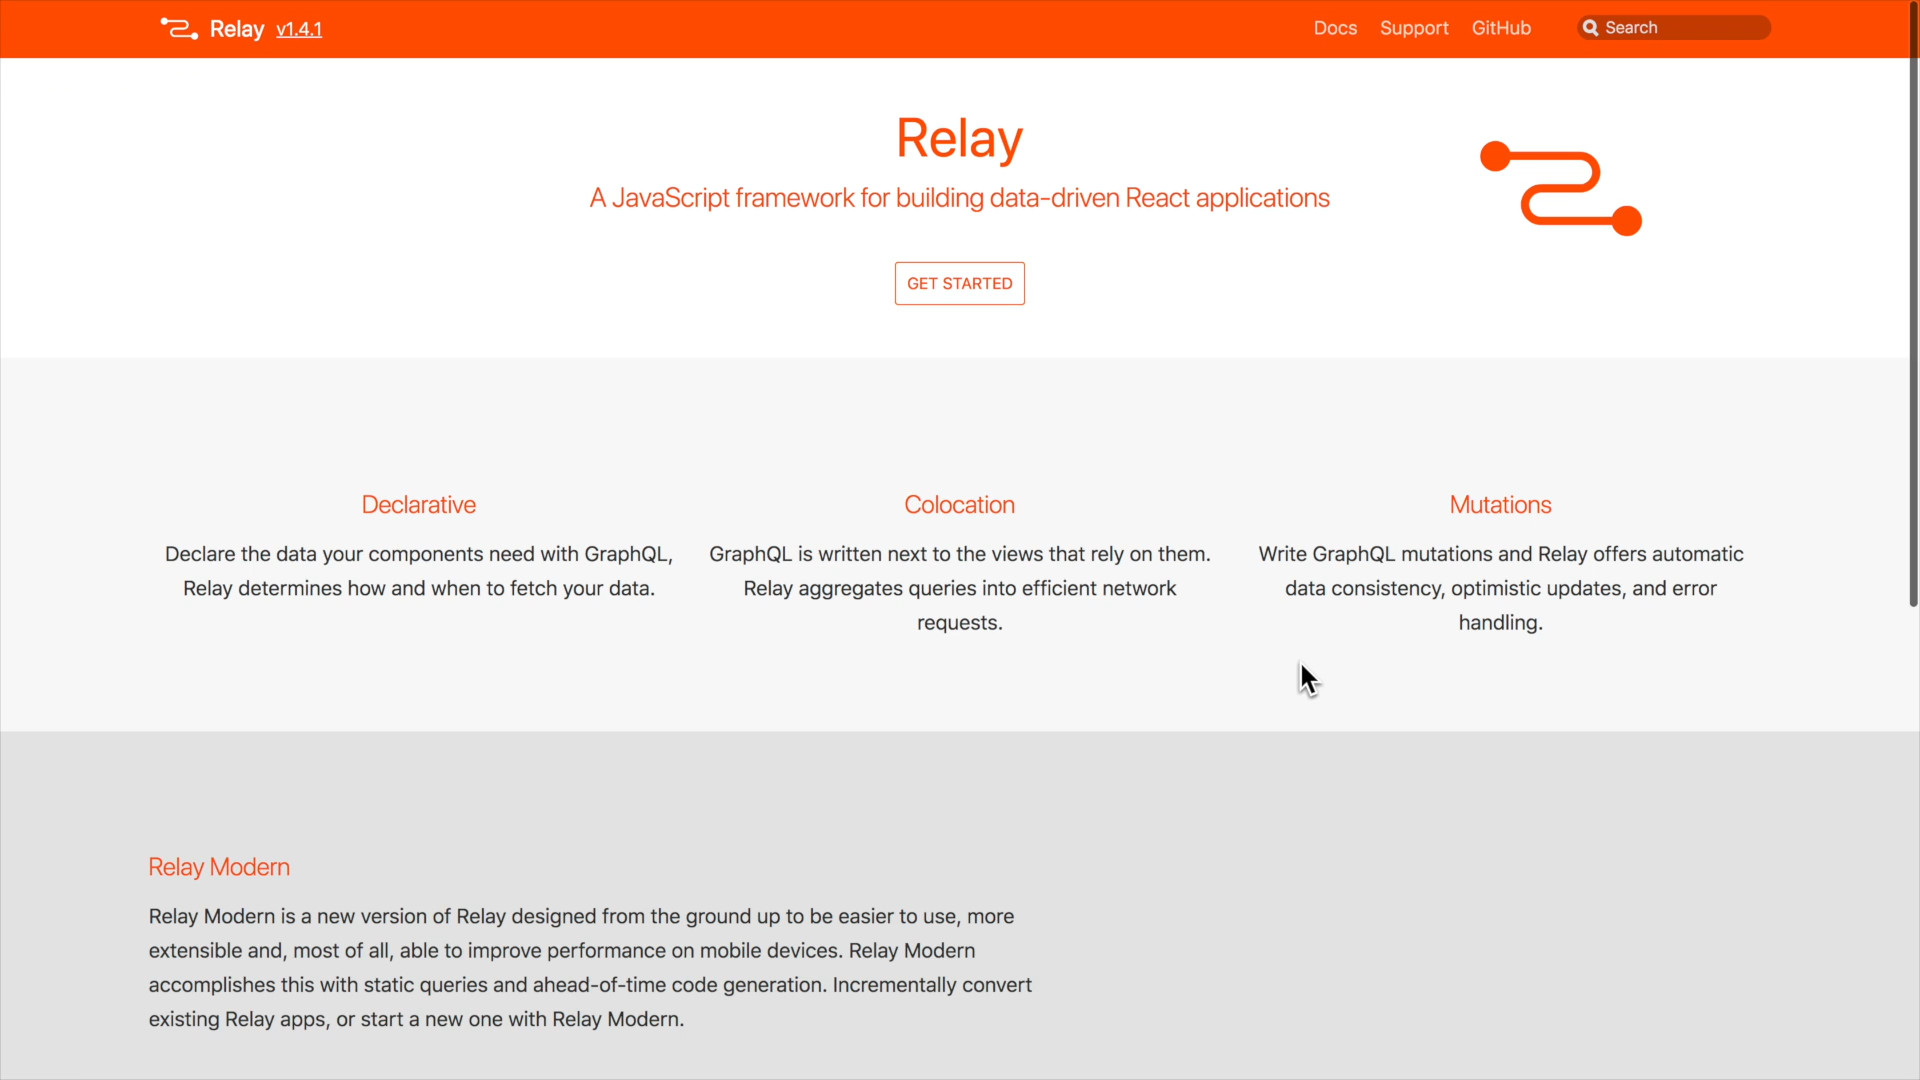 Relay v1.4.1
Docs Support GitHub Search
Relay
A JavaScript framework for building data-driven React applications
GET STARTED
Declarative
Declare the data your components need with GraphQL,
Relay determines how and when to fetch your data.
Colocation
GraphQL is written next to the views that rely on them.
Relay aggregates queries into efficient network
requests.
Mutations
Write GraphQL mutations and Relay offers automatic
data consistency, optimistic updates, and error
handling.
Relay Modern
Relay Modern is a new version of Relay designed from the ground up to be easier to use, more
extensible and, most of all, able to improve performance on mobile devices. Relay Modern
accomplishes this with static queries and ahead-of-time code generation. Incrementally convert
existing Relay apps, or start a new one with Relay Modern.